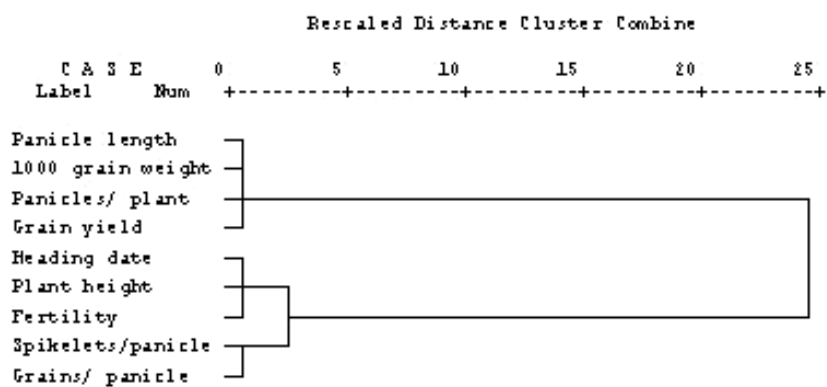 Rescaled Distance Cluster Combine
C A S E 0 5 10 15 20 25
Label Num +---------+---------+---------+---------+---------+
Panicle length
1000 grain weight
Panicles/ plant
Grain yield
Heading date
Plant height
Fertility
Spikelets/panicle
Grains/ panicle